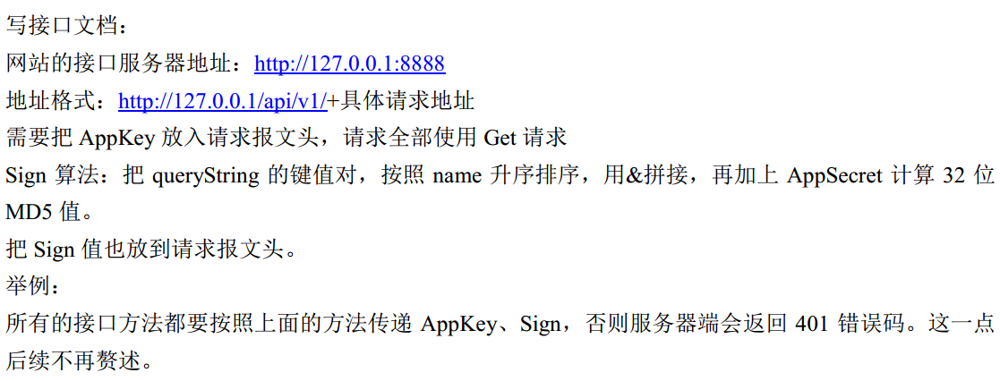 写接口文档：
网站的接口服务器地址：http://127.0.0.1:8888
地址格式：http://127.0.0.1/api/v1/+具体请求地址
需要把 AppKey 放入请求报文头，请求全部使用 Get 请求
Sign 算法：把 queryString 的键值对，按照 name 升序排序，用&拼接，再加上 AppSecret 计算 32 位
MD5 值。
把 Sign 值也放到请求报文头。
举例：
所有的接口方法都要按照上面的方法传递 AppKey、Sign，否则服务器端会返回 401 错误码。这一点
后续不再赘述。